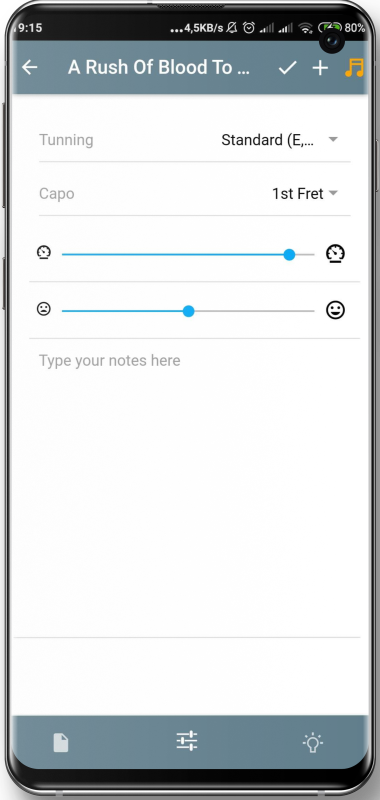 9:15 ...4,5KB/s 80%
A Rush Of Blood To ...
Tunning Standard (E,...
Capo 1st Fret
Type your notes here